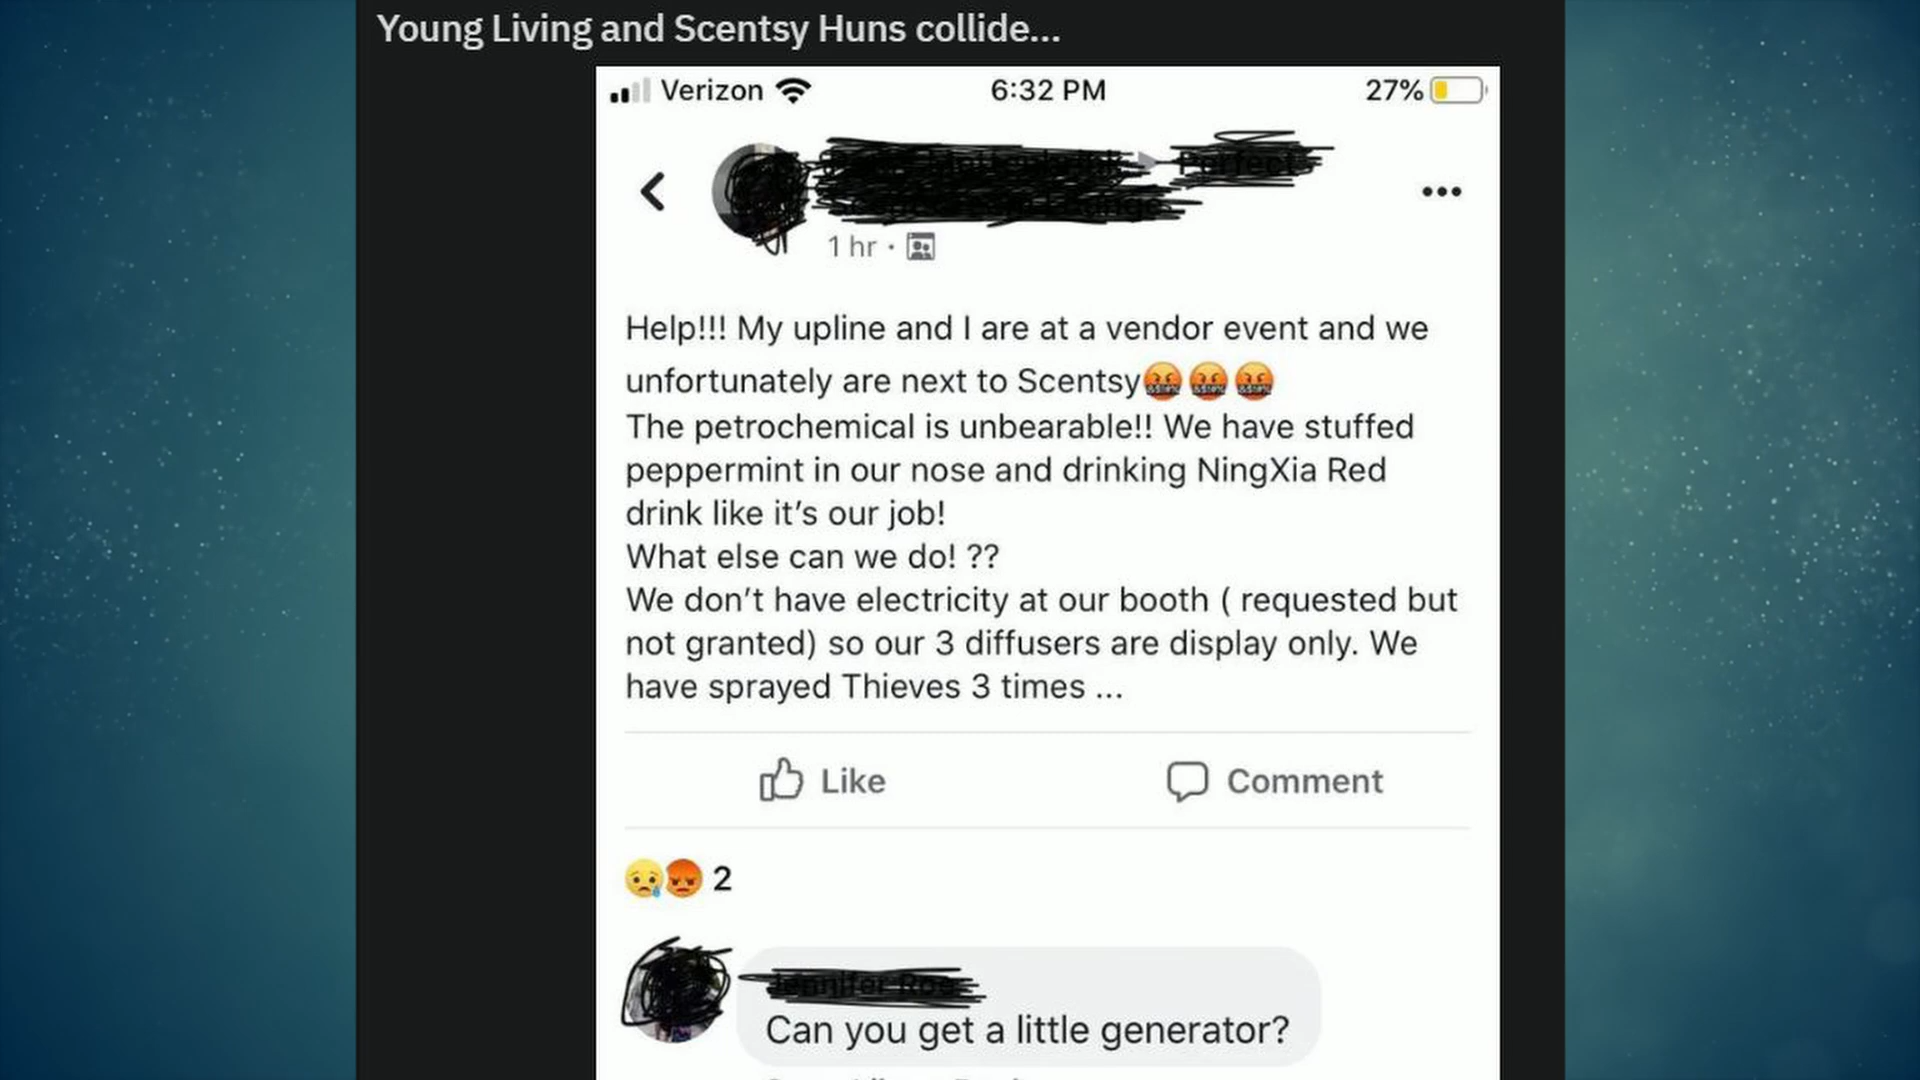 Young Living and Scentsy Huns collide...
Verizon
6:32 PM
27%
1 hr ·
Help!!! My upline and I are at a vendor event and we
unfortunately are next to Scentsy🤬🤬🤬
The petrochemical is unbearable!! We have stuffed
peppermint in our nose and drinking NingXia Red
drink like it's our job!
What else can we do! ??
We don't have electricity at our booth ( requested but
not granted) so our 3 diffusers are display only. We
have sprayed Thieves 3 times ...
Like
Comment
2
Can you get a little generator?